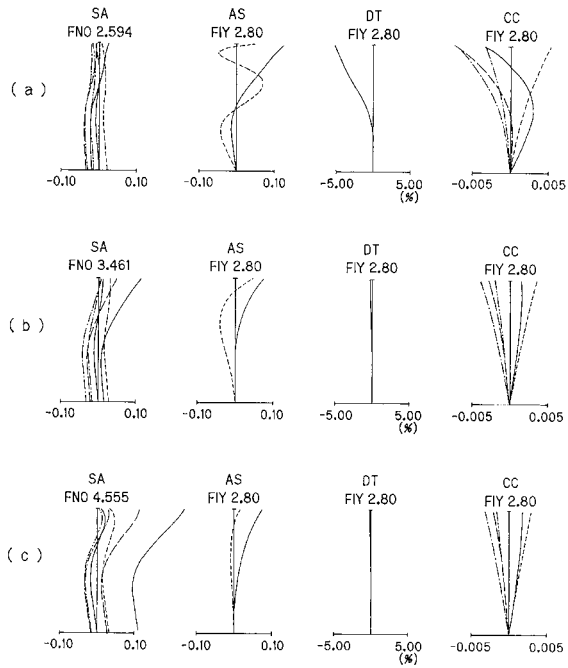 SA AS DT CC
FNO 2.594 FIY 2.80 FIY 2.80 FIY 2.80
(a)
-0.10 0.10 -0.10 0.10 -5.00 5.00 -0.005 0.005
(%)
SA AS DT CC
FNO 3.461 FIY 2.80 FIY 2.80 FIY 2.80
(b)
-0.10 0.10 -0.10 0.10 -5.00 5.00 -0.005 0.005
(%)
SA AS DT CC
FNO 4.555 FIY 2.80 FIY 2.80 FIY 2.80
(c)
-0.10 0.10 -0.10 0.10 -5.00 5.00 -0.005 0.005
(%)